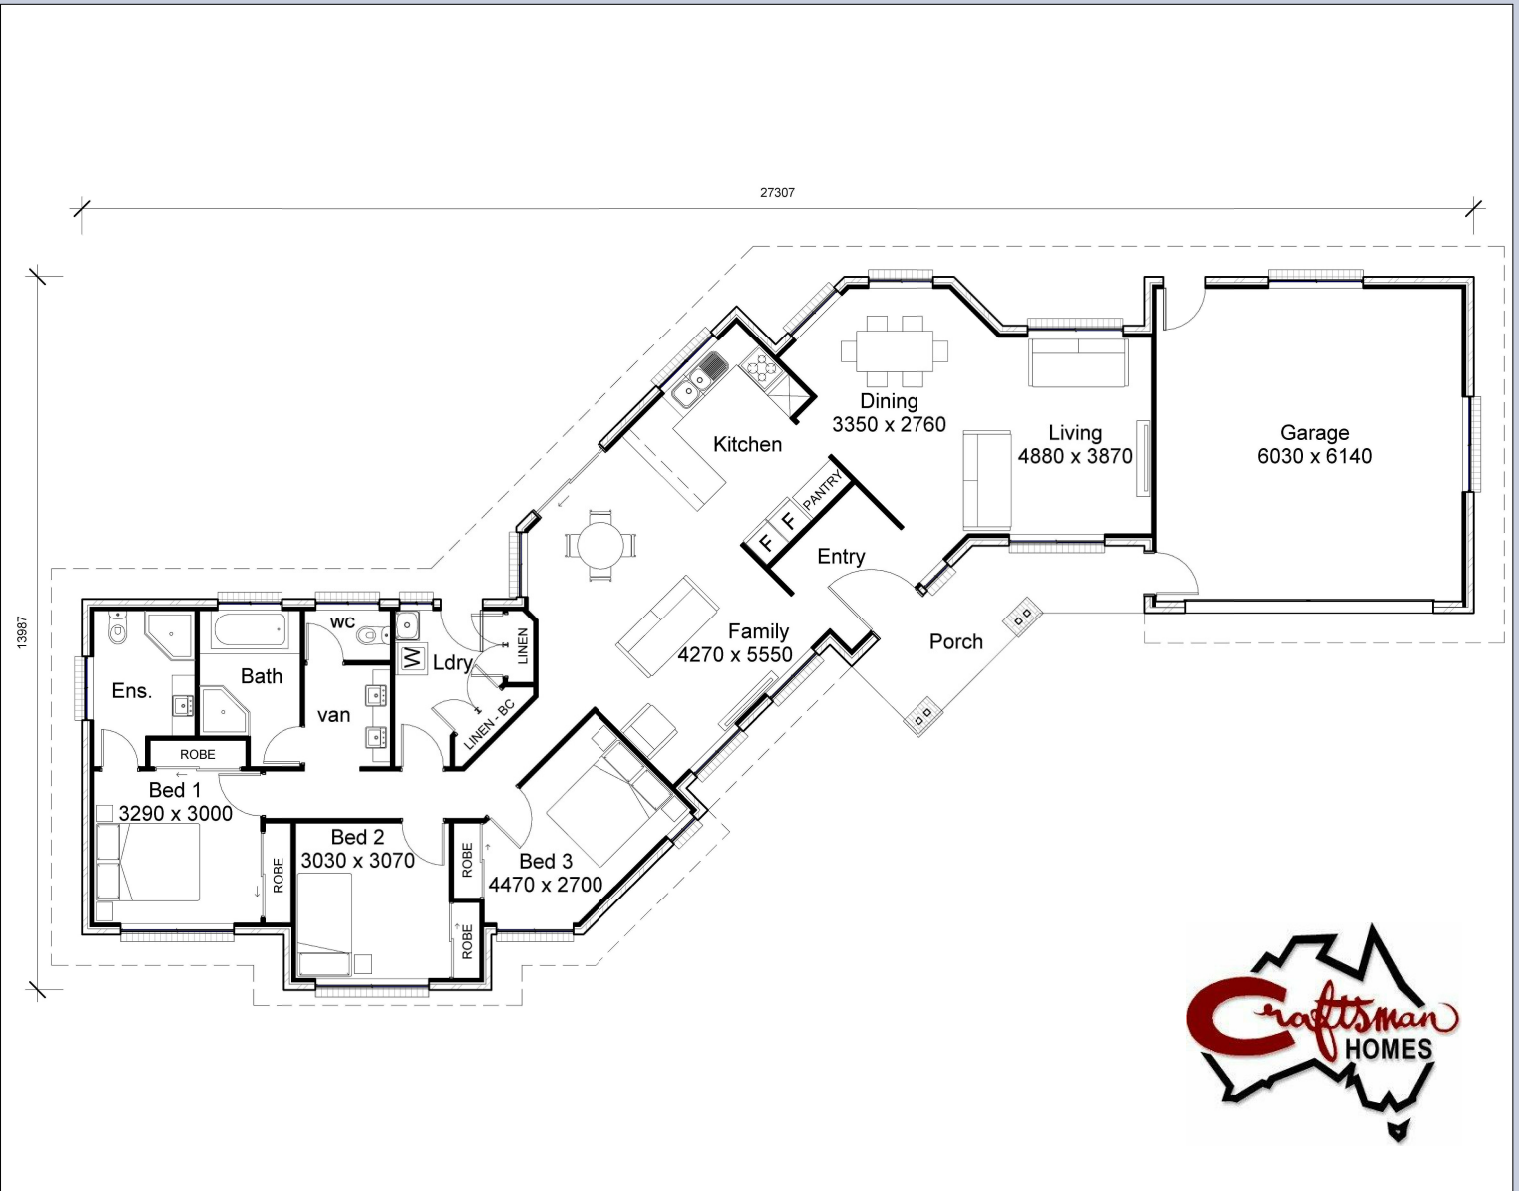 27307
13987
Dining
3350 x 2760
Kitchen
Living
4880 x 3870
Garage
6030 x 6140
PANTRY
F
F
Entry
Family
4270 x 5550
Porch
WC
LINEN
W
Ldry
Bath
Ens.
van
LINEN - BC
ROBE
Bed 1
3290 x 3000
Bed 2
3030 x 3070
ROBE
ROBE
Bed 3
4470 x 2700
ROBE
Craftsman
HOMES